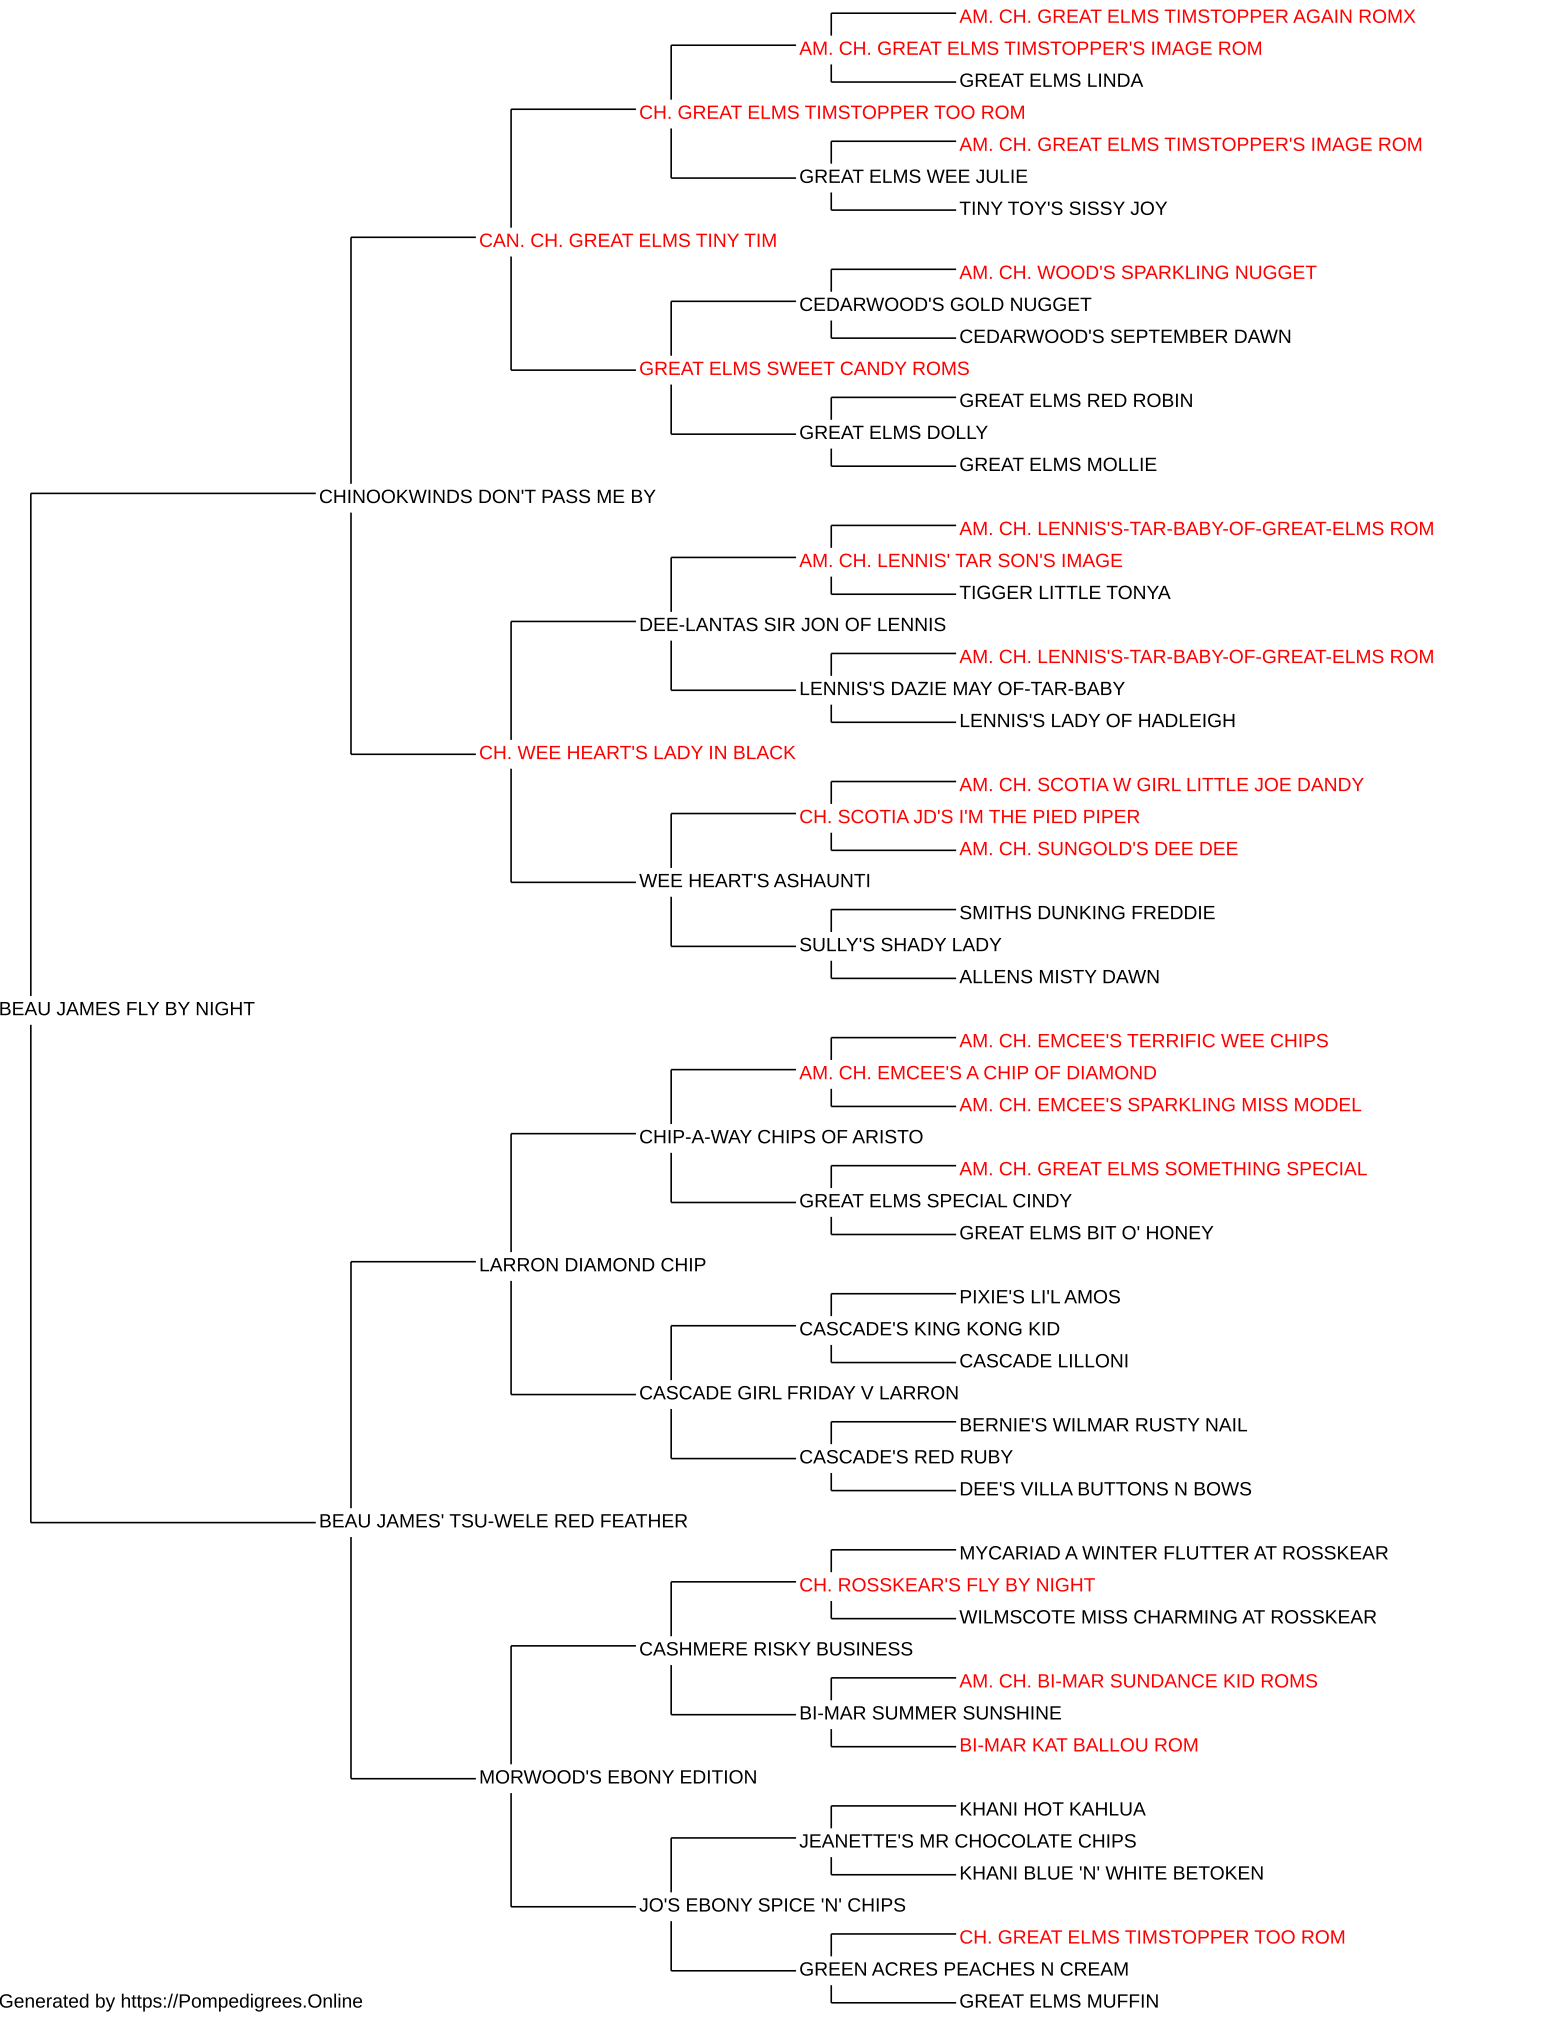 AM. CH. GREAT ELMS TIMSTOPPER AGAIN ROMX
AM. CH. GREAT ELMS TIMSTOPPER'S IMAGE ROM
GREAT ELMS LINDA
CH. GREAT ELMS TIMSTOPPER TOO ROM
AM. CH. GREAT ELMS TIMSTOPPER'S IMAGE ROM
GREAT ELMS WEE JULIE
TINY TOY'S SISSY JOY
CAN. CH. GREAT ELMS TINY TIM
AM. CH. WOOD'S SPARKLING NUGGET
CEDARWOOD'S GOLD NUGGET
CEDARWOOD'S SEPTEMBER DAWN
GREAT ELMS SWEET CANDY ROMS
GREAT ELMS RED ROBIN
GREAT ELMS DOLLY
GREAT ELMS MOLLIE
CHINOOKWINDS DON'T PASS ME BY
AM. CH. LENNIS'S-TAR-BABY-OF-GREAT-ELMS ROM
AM. CH. LENNIS' TAR SON'S IMAGE
TIGGER LITTLE TONYA
DEE-LANTAS SIR JON OF LENNIS
AM. CH. LENNIS'S-TAR-BABY-OF-GREAT-ELMS ROM
LENNIS'S DAZIE MAY OF-TAR-BABY
LENNIS'S LADY OF HADLEIGH
CH. WEE HEART'S LADY IN BLACK
AM. CH. SCOTIA W GIRL LITTLE JOE DANDY
CH. SCOTIA JD'S I'M THE PIED PIPER
AM. CH. SUNGOLD'S DEE DEE
WEE HEART'S ASHAUNTI
SMITHS DUNKING FREDDIE
SULLY'S SHADY LADY
ALLENS MISTY DAWN
BEAU JAMES FLY BY NIGHT
AM. CH. EMCEE'S TERRIFIC WEE CHIPS
AM. CH. EMCEE'S A CHIP OF DIAMOND
AM. CH. EMCEE'S SPARKLING MISS MODEL
CHIP-A-WAY CHIPS OF ARISTO
AM. CH. GREAT ELMS SOMETHING SPECIAL
GREAT ELMS SPECIAL CINDY
GREAT ELMS BIT O' HONEY
LARRON DIAMOND CHIP
PIXIE'S LI'L AMOS
CASCADE'S KING KONG KID
CASCADE LILLONI
CASCADE GIRL FRIDAY V LARRON
BERNIE'S WILMAR RUSTY NAIL
CASCADE'S RED RUBY
DEE'S VILLA BUTTONS N BOWS
BEAU JAMES' TSU-WELE RED FEATHER
MYCARIAD A WINTER FLUTTER AT ROSSKEAR
CH. ROSSKEAR'S FLY BY NIGHT
WILMSCOTE MISS CHARMING AT ROSSKEAR
CASHMERE RISKY BUSINESS
AM. CH. BI-MAR SUNDANCE KID ROMS
BI-MAR SUMMER SUNSHINE
BI-MAR KAT BALLOU ROM
MORWOOD'S EBONY EDITION
KHANI HOT KAHLUA
JEANETTE'S MR CHOCOLATE CHIPS
KHANI BLUE 'N' WHITE BETOKEN
JO'S EBONY SPICE 'N' CHIPS
CH. GREAT ELMS TIMSTOPPER TOO ROM
GREEN ACRES PEACHES N CREAM
GREAT ELMS MUFFIN
Generated by https://Pompedigrees.Online